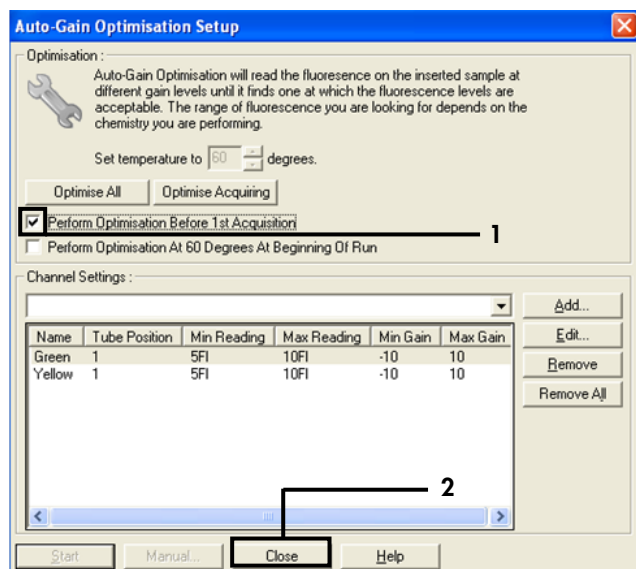 Auto-Gain Optimisation Setup
Optimisation :
Auto-Gain Optimisation will read the fluoresence on the inserted sample at
different gain levels until it finds one at which the fluorescence levels are
acceptable. The range of fluorescence you are looking for depends on the
chemistry you are performing.
Set temperature to 60 degrees.
Optimise All Optimise Acquiring
Perform Optimisation Before 1st Acquisition
1
Perform Optimisation At 60 Degrees At Beginning Of Run
Channel Settings :
Add...
Name Tube Position Min Reading Max Reading Min Gain Max Gain
Edit...
Green 1 5Fl 10Fl -10 10
Yellow 1 5Fl 10Fl -10 10
Remove
Remove All
2
Start Manual... Close Help